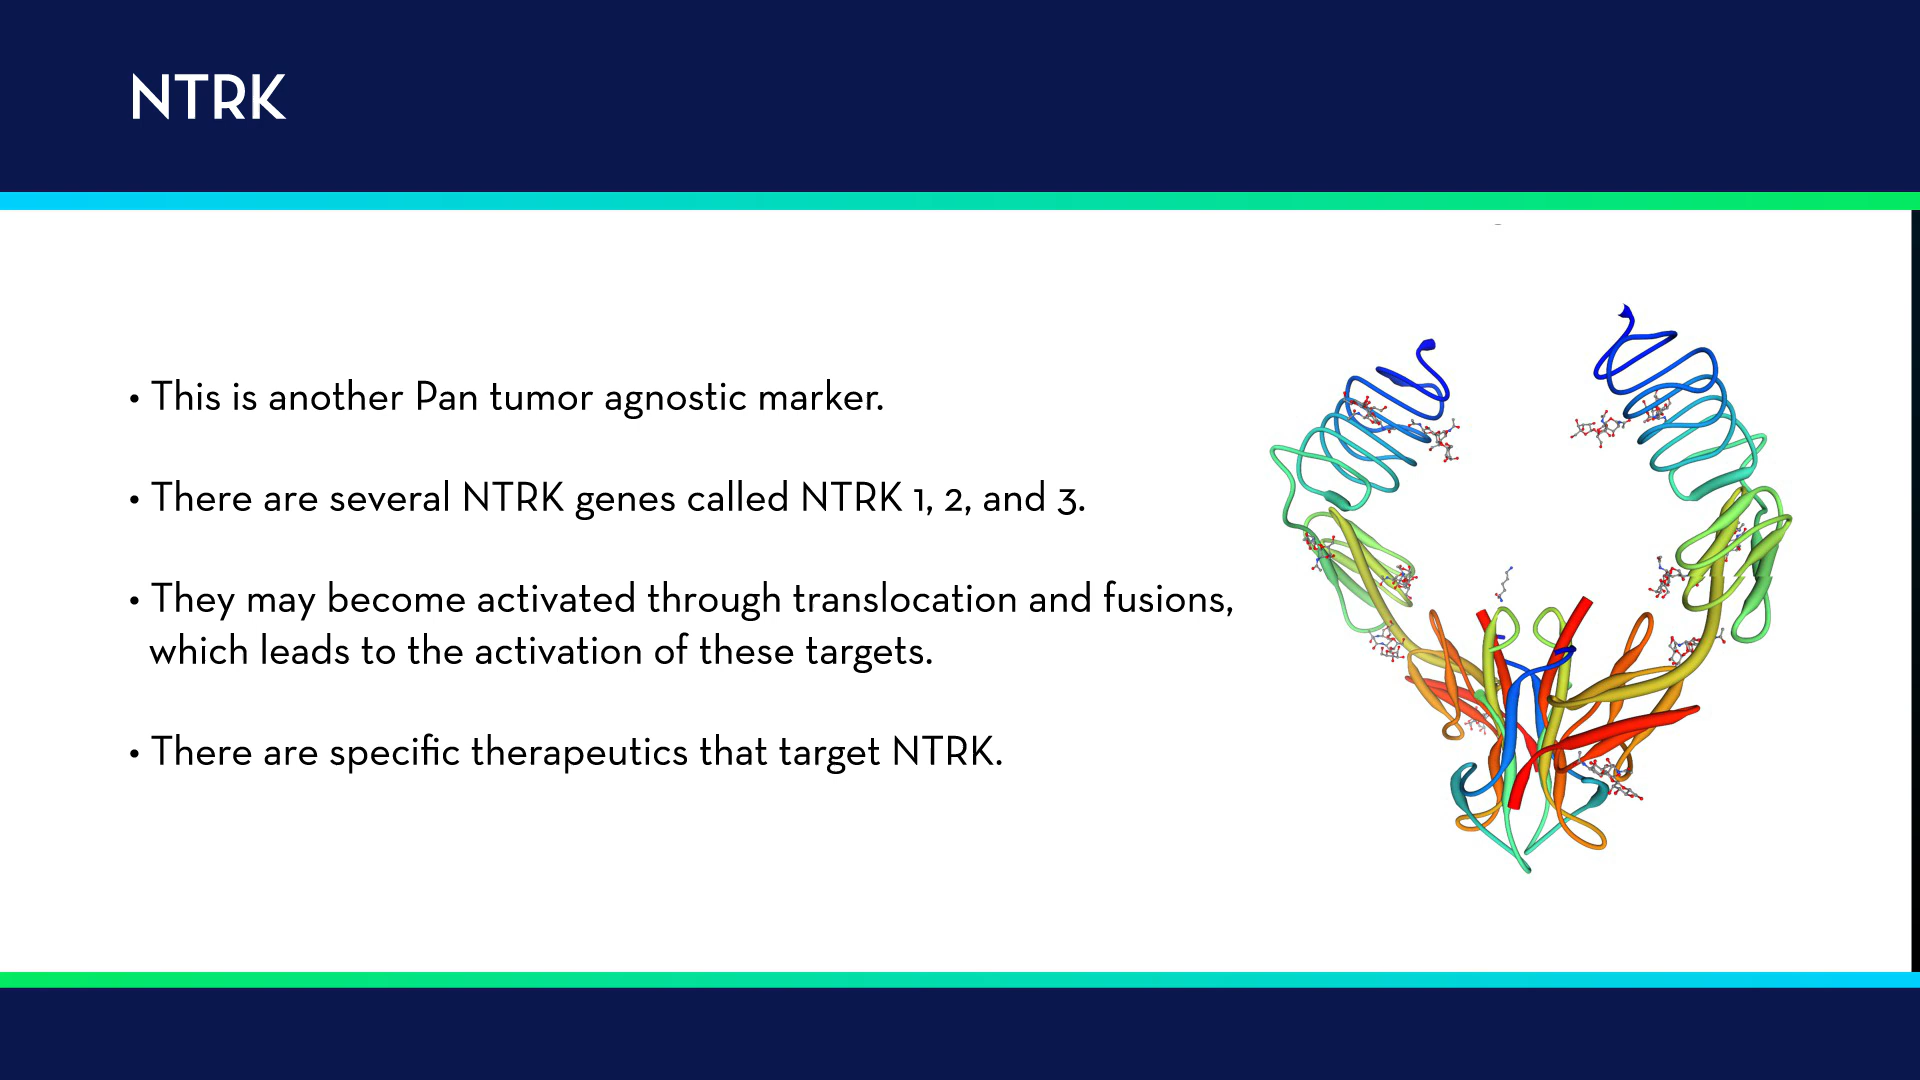 NTRK
• This is another Pan tumor agnostic marker.
• There are several NTRK genes called NTRK 1, 2, and 3.
• They may become activated through translocation and fusions,
which leads to the activation of these targets.
• There are specific therapeutics that target NTRK.